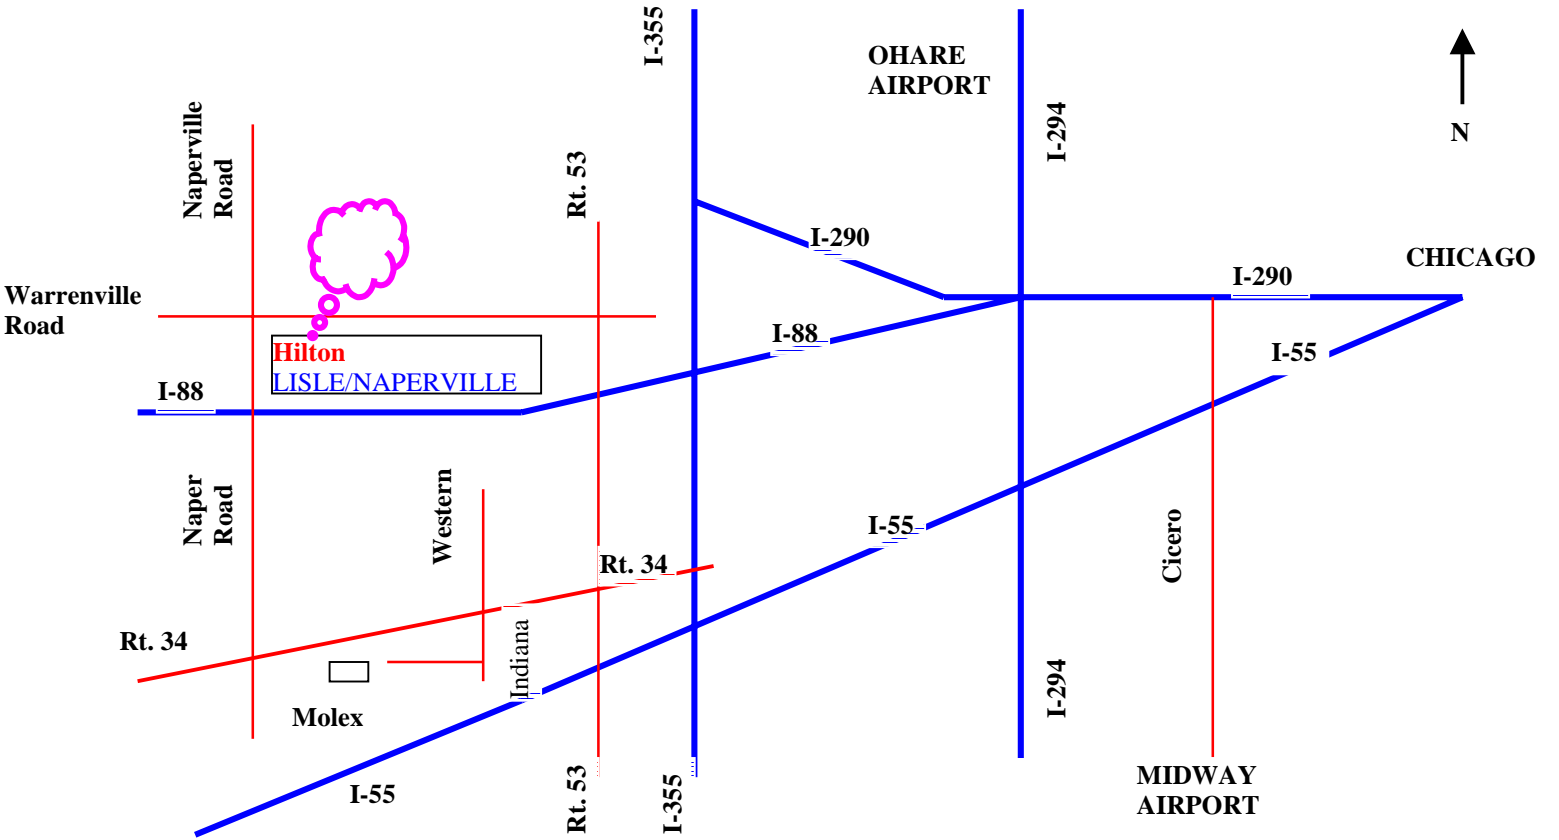 I-355
OHARE
AIRPORT
I-294
N
Naperville
Road
Rt. 53
I-290
CHICAGO
I-290
Warrenville
Road
I-88
Hilton
LISLE/NAPERVILLE
I-55
I-88
Naper
Road
Western
I-55
Cicero
Rt. 34
Rt. 34
Indiana
I-294
Molex
I-55
Rt. 53
I-355
MIDWAY
AIRPORT